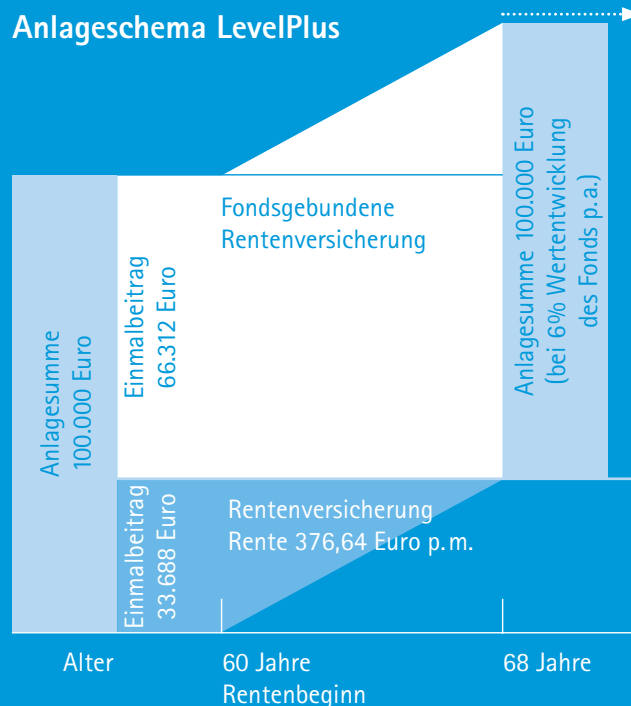 Anlageschema LevelPlus
Anlagesumme
100.000 Euro
Einmalbeitrag
66.312 Euro
Fondsgebundene
Rentenversicherung
Anlagesumme 100.000 Euro
(bei 6% Wertentwicklung
des Fonds p.a.)
Einmalbeitrag
33.688 Euro
Rentenversicherung
Rente 376,64 Euro p.m.
Alter
60 Jahre
Rentenbeginn
68 Jahre